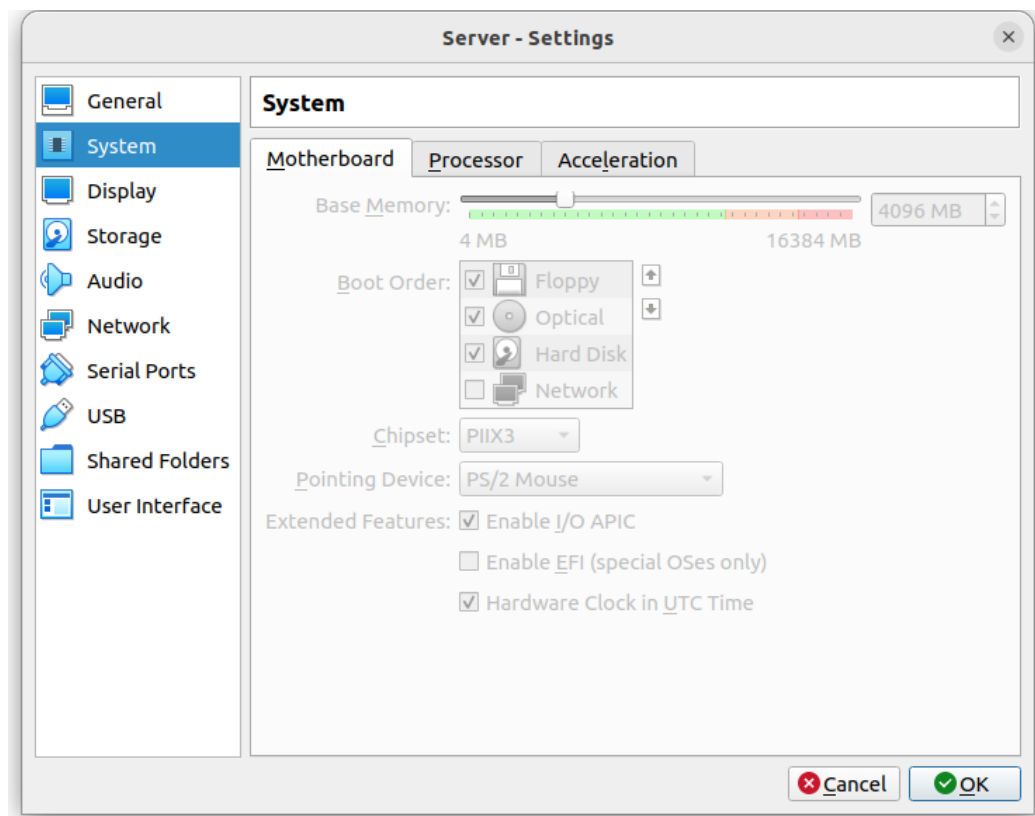 Server - Settings
General
System
Display
Storage
Audio
Network
Serial Ports
USB
Shared Folders
User Interface
System
Motherboard Processor Acceleration
Base Memory: 4096 MB
4 MB 16384 MB
Boot Order: Floppy
Optical
Hard Disk
Network
Chipset: PIIX3
Pointing Device: PS/2 Mouse
Extended Features: Enable I/O APIC
Enable EFI (special OSes only)
Hardware Clock in UTC Time
Cancel OK